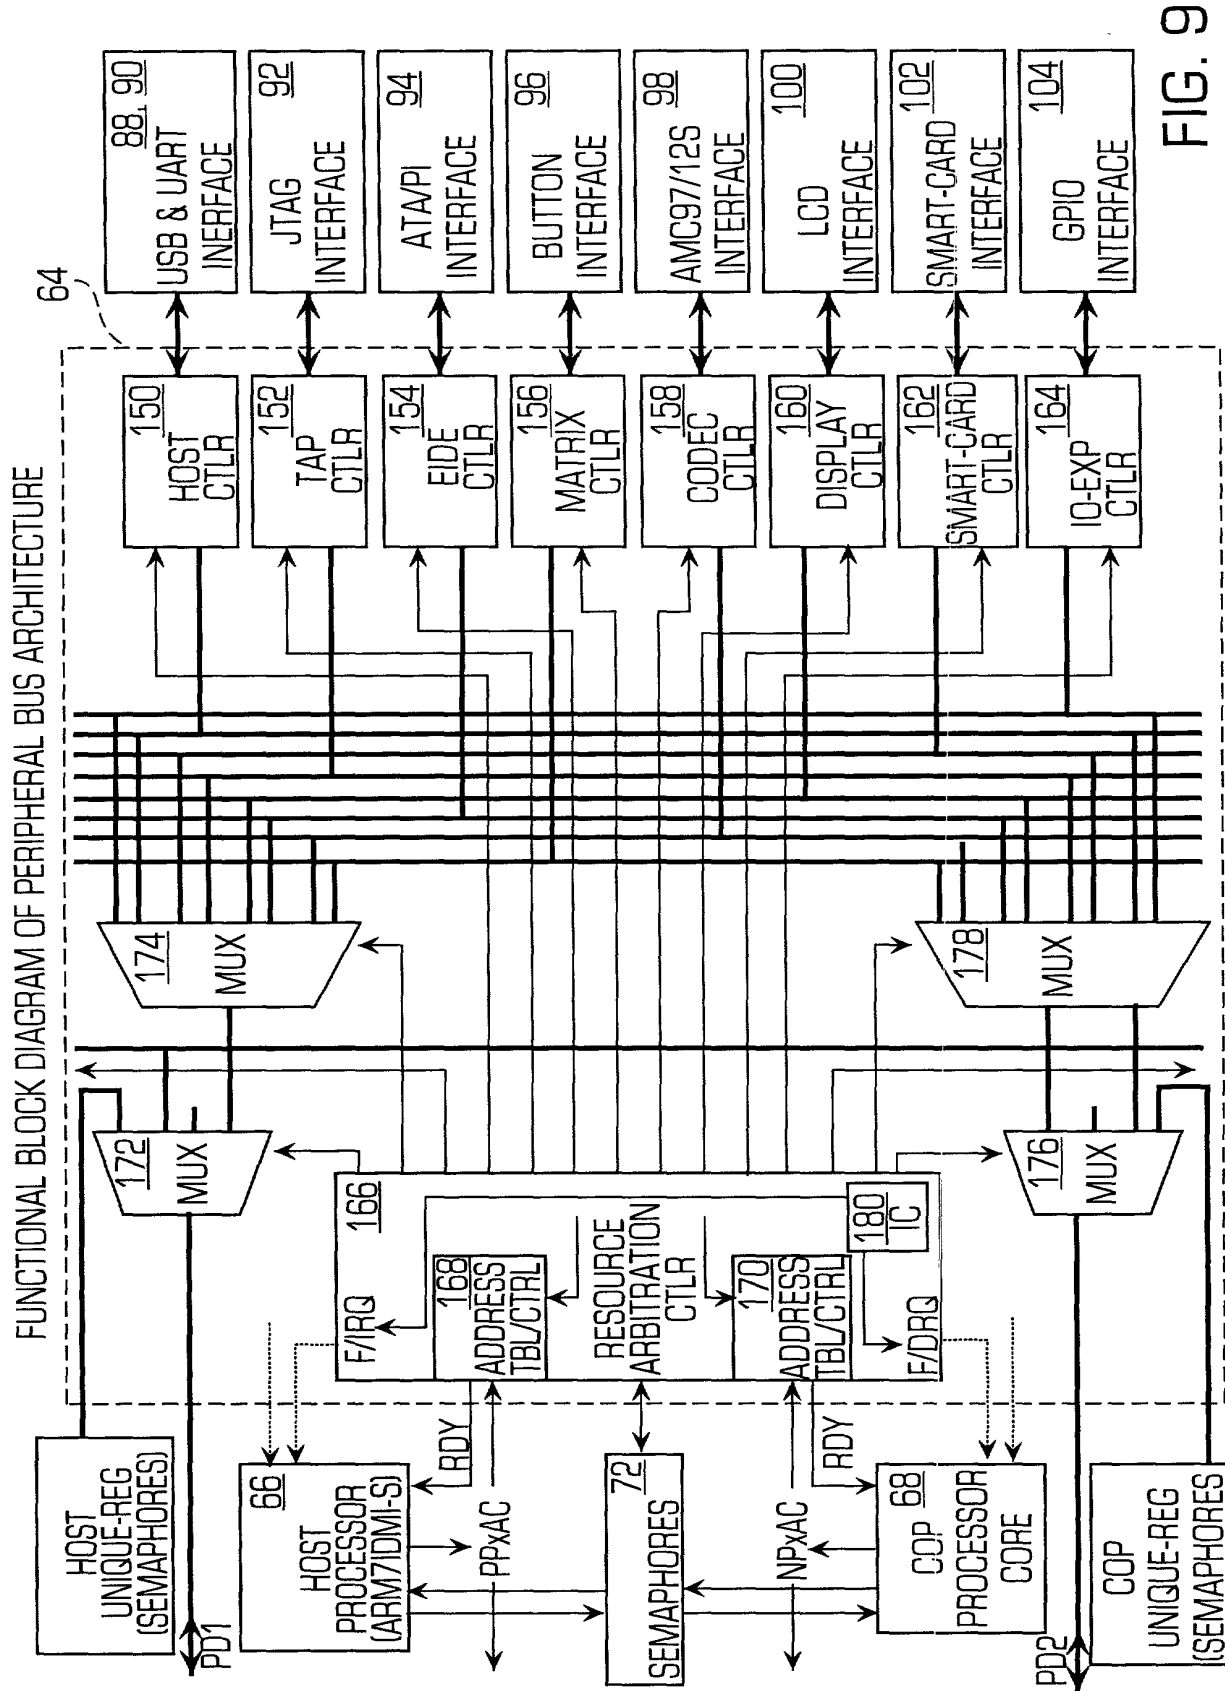 FUNCTIONAL BLOCK DIAGRAM OF PERIPHERAL BUS ARCHITECTURE
HOST
UNIQUE-REG
(SEMAPHORES)
PD1
66
HOST
PROCESSOR
(ARM7IDMI-S)
RDY
PPxAC
72
SEMAPHORES
NPxAC
RDY
68
COP
PROCESSOR
CORE
PD2
COP
UNIQUE-REG
(SEMAPHORES)
172
MUX
174
MUX
166
F/IRQ
168
ADDRESS
TBL/CTRL
RESOURCE
ARBITRATION
CTLR
170
ADDRESS
TBL/CTRL
180
IC
F/DRQ
176
MUX
178
MUX
64
150
HOST
CTLR
152
TAP
CTLR
154
EIDE
CTLR
156
MATRIX
CTLR
158
CODEC
CTLR
160
DISPLAY
CTLR
162
SMART-CARD
CTLR
164
IO-EXP
CTLR
88, 90
USB & UART
INERFACE
92
JTAG
INTERFACE
94
ATA/PI
INTERFACE
96
BUTTON
INTERFACE
98
AMC97/12S
INTERFACE
100
LCD
INTERFACE
102
SMART-CARD
INTERFACE
104
GPIO
INTERFACE
FIG. 9